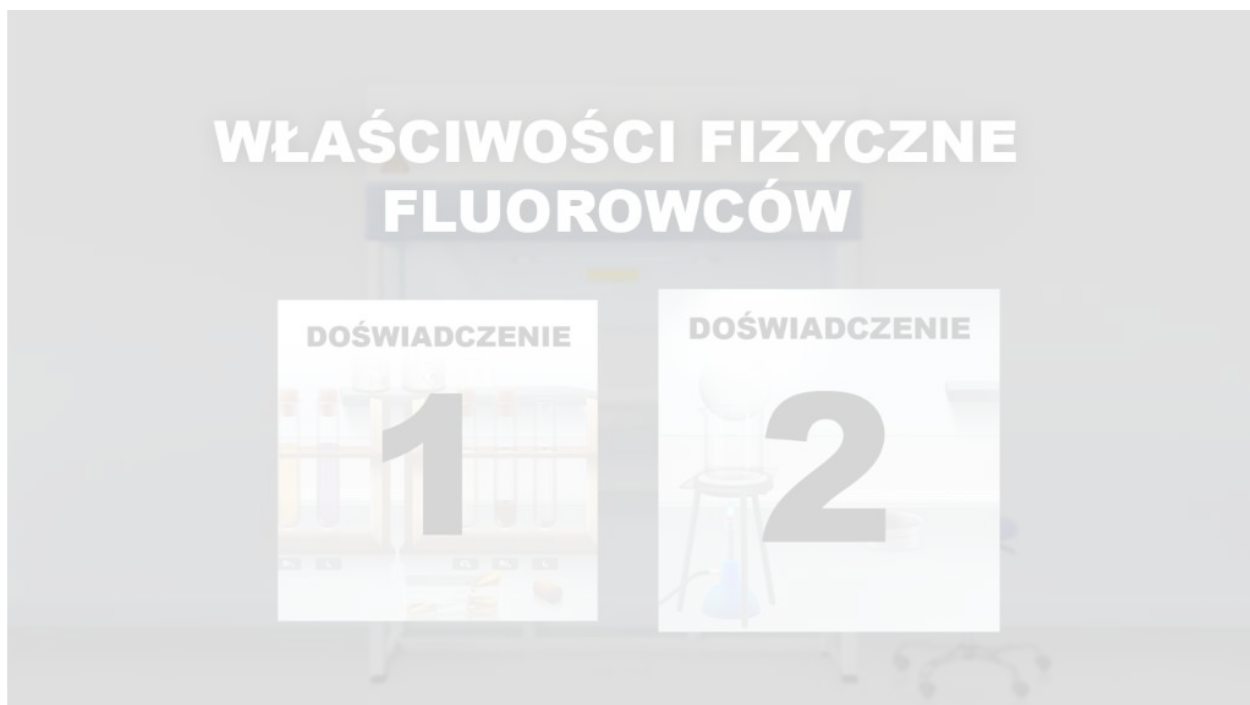 WŁAŚCIWOŚCI FIZYCZNE
FLUOROWCÓW
DOŚWIADCZENIE
1
DOŚWIADCZENIE
2